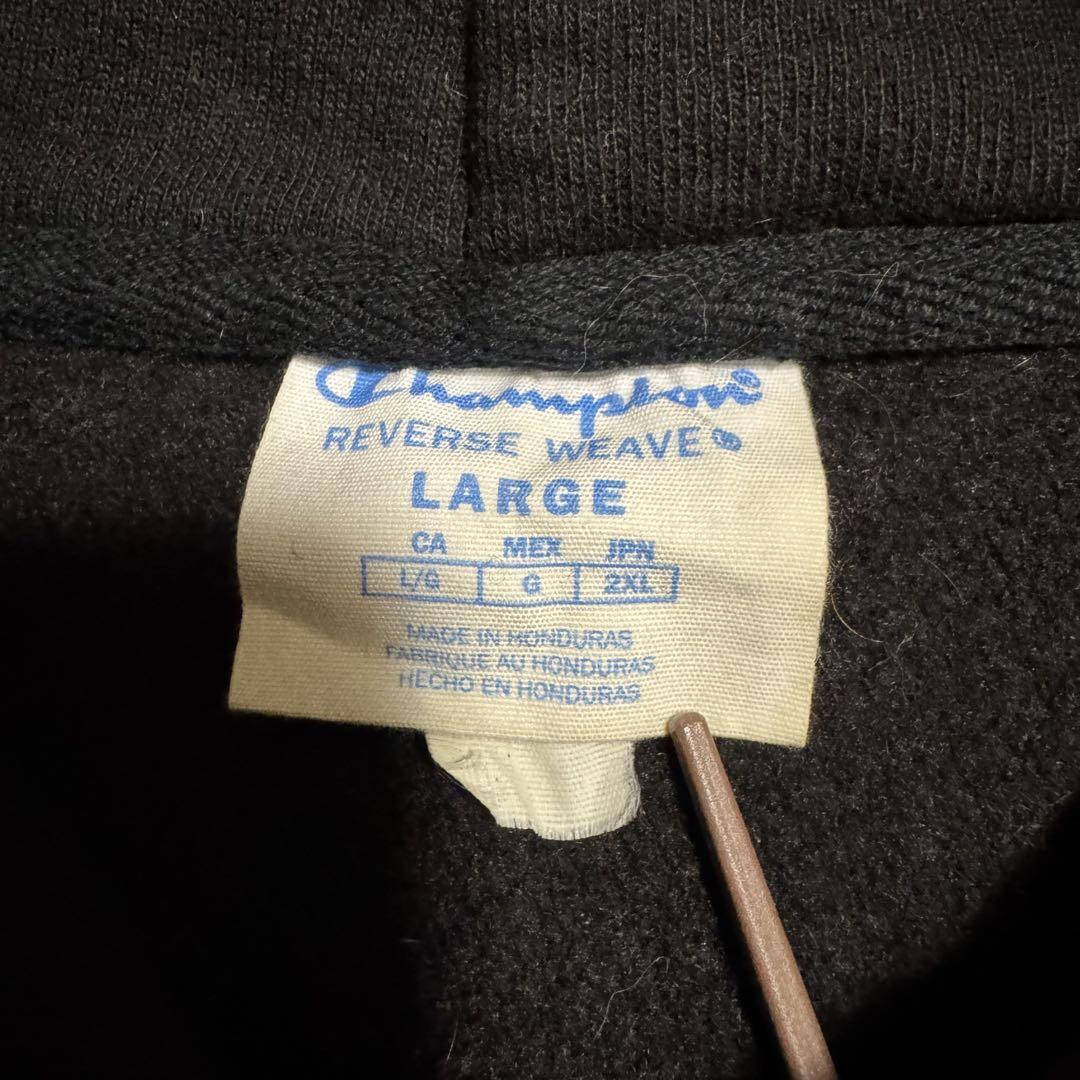 Champion®
REVERSE WEAVE®
LARGE
CA MEX JPN
L/G G 2XL
MADE IN HONDURAS
FABRIQUE AU HONDURAS
HECHO EN HONDURAS